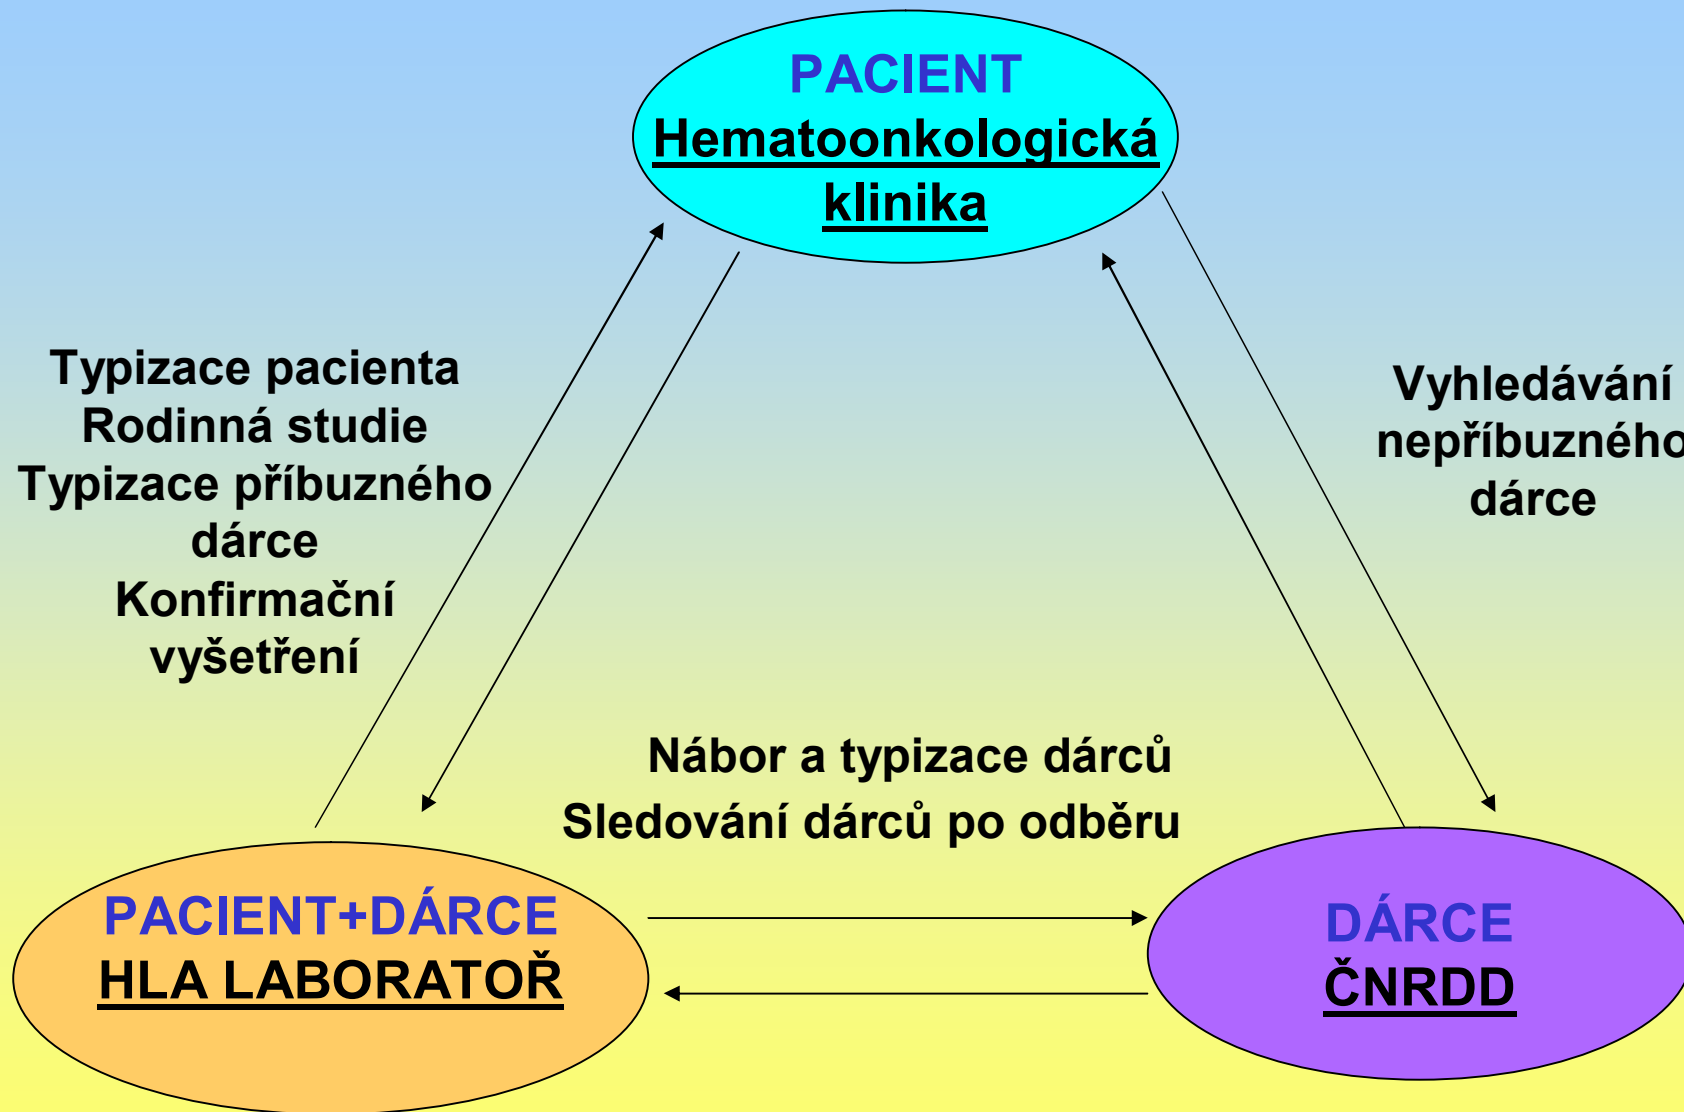 PACIENT
Hematoonkologická
klinika
Typizace pacienta
Rodinná studie
Typizace příbuzného
dárce
Konfirmační
vyšetření
Vyhledávání
nepříbuzného
dárce
Nábor a typizace dárců
Sledování dárců po odběru
PACIENT+DÁRCE
HLA LABORATOŘ
DÁRCE
ČNRDD